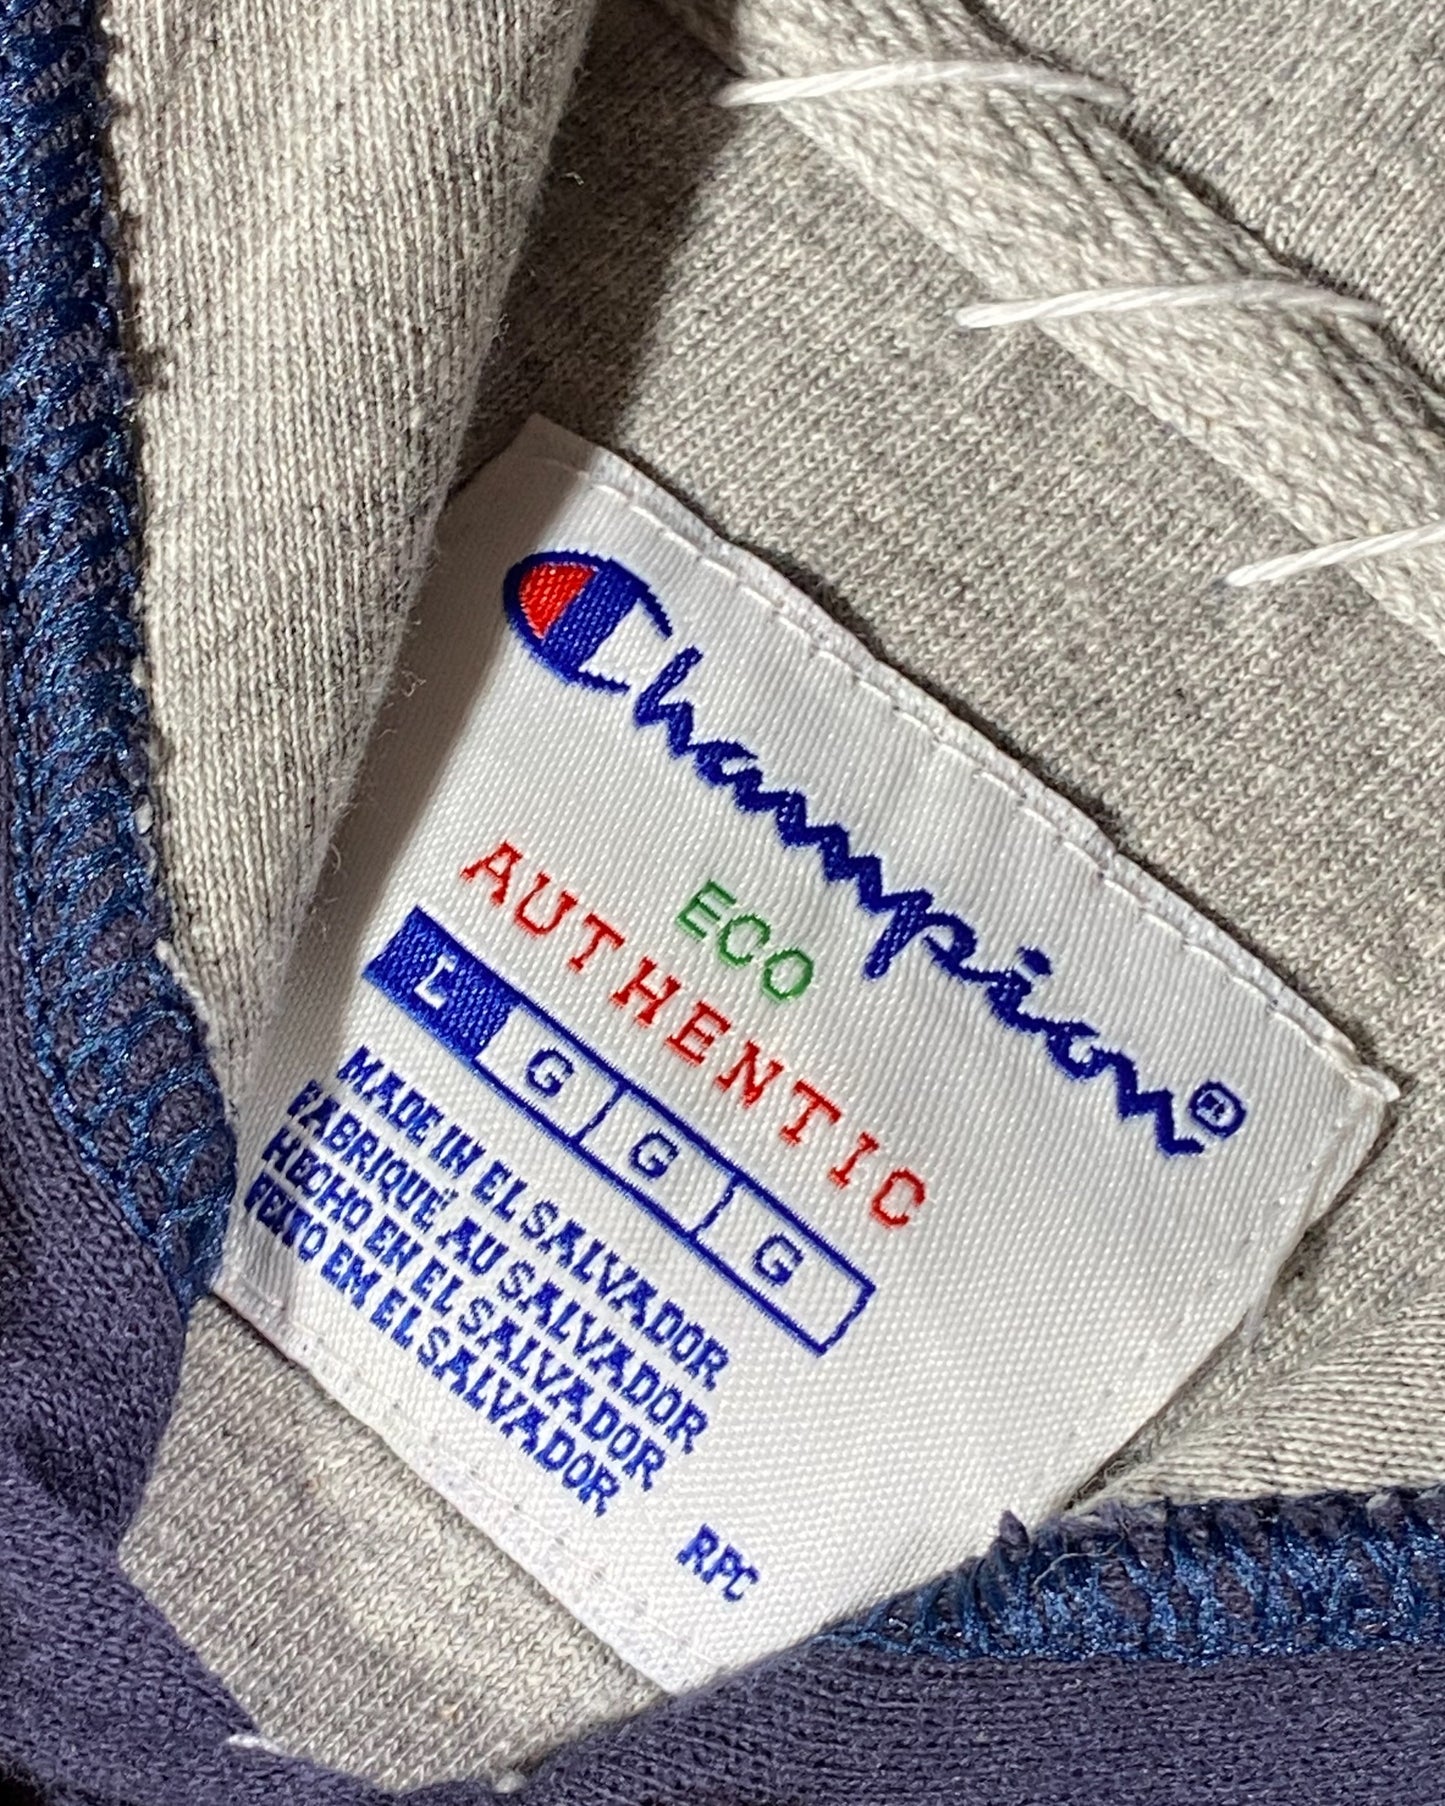 Champion®
ECO
AUTHENTIC
L G G G
MADE IN EL SALVADOR
FABRIQUÉ AU SALVADOR
HECHO EN EL SALVADOR
FEITO EM EL SALVADOR
RPC